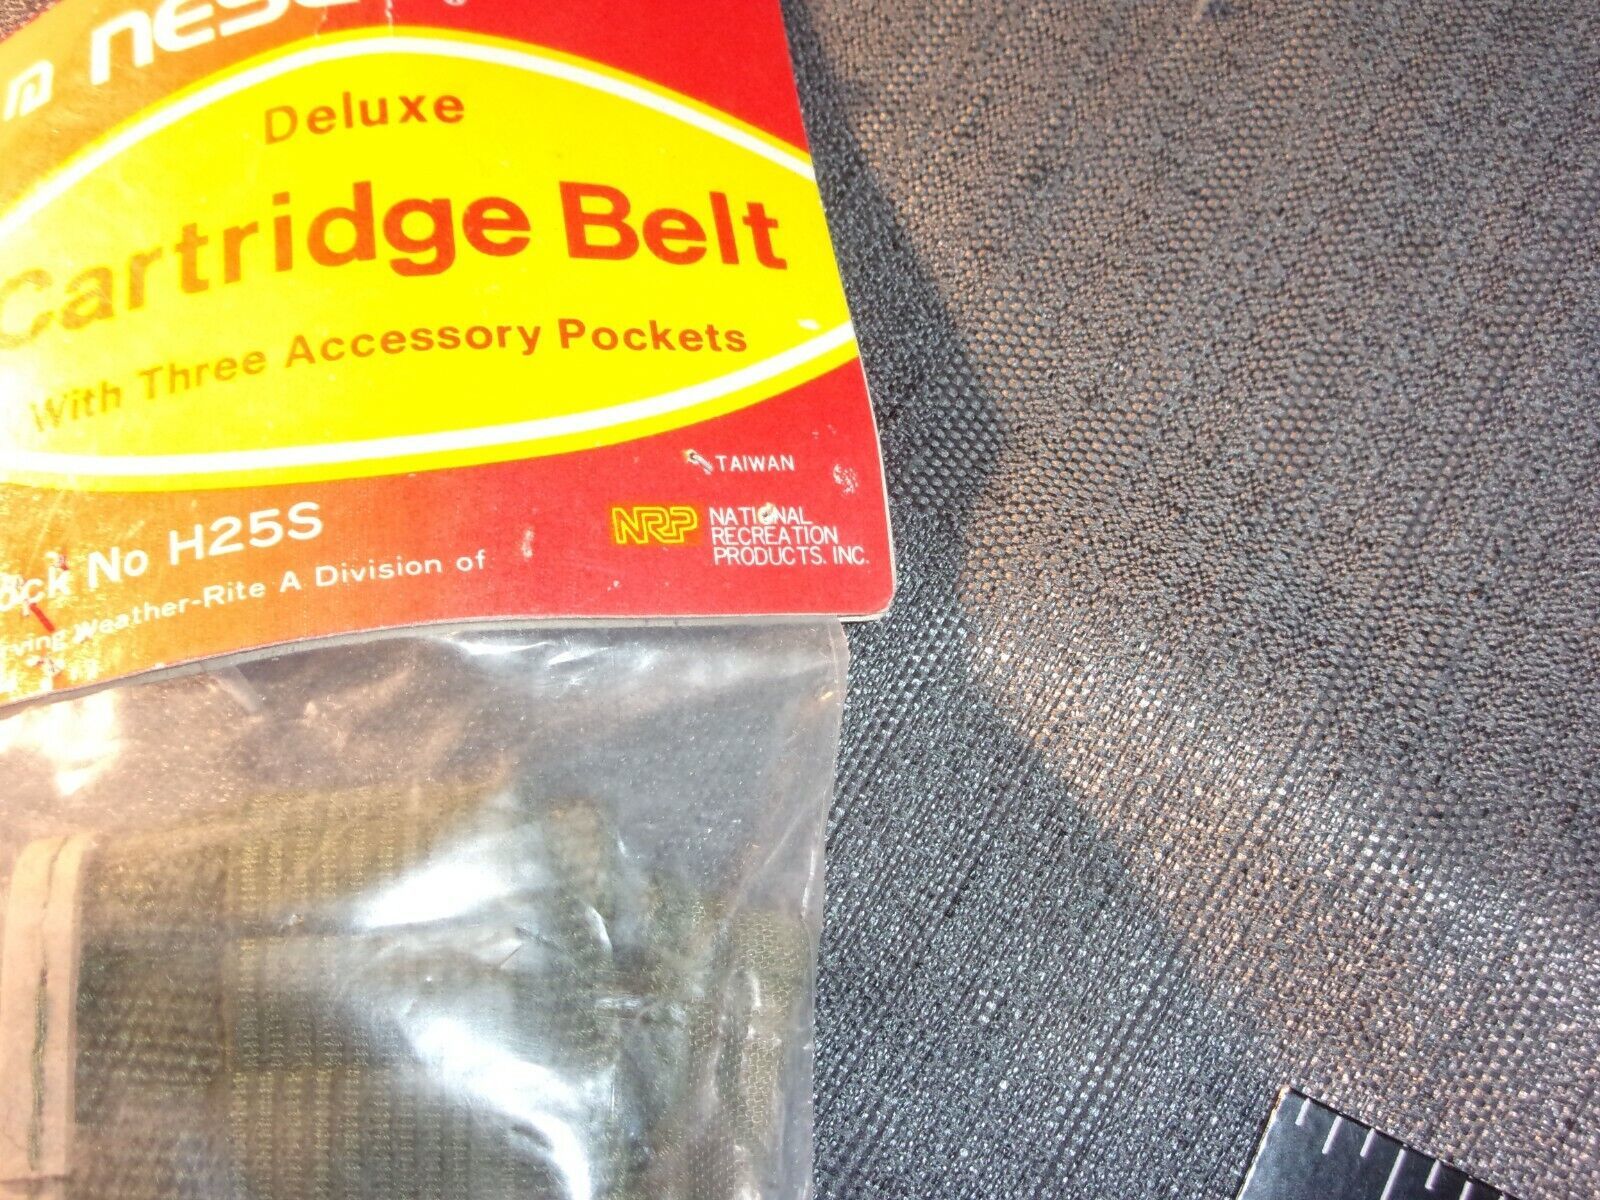 Deluxe
Cartridge Belt
With Three Accessory Pockets
TAIWAN
No H25S
NRP NATIONAL
RECREATION
PRODUCTS, INC.
Weather-Rite A Division of